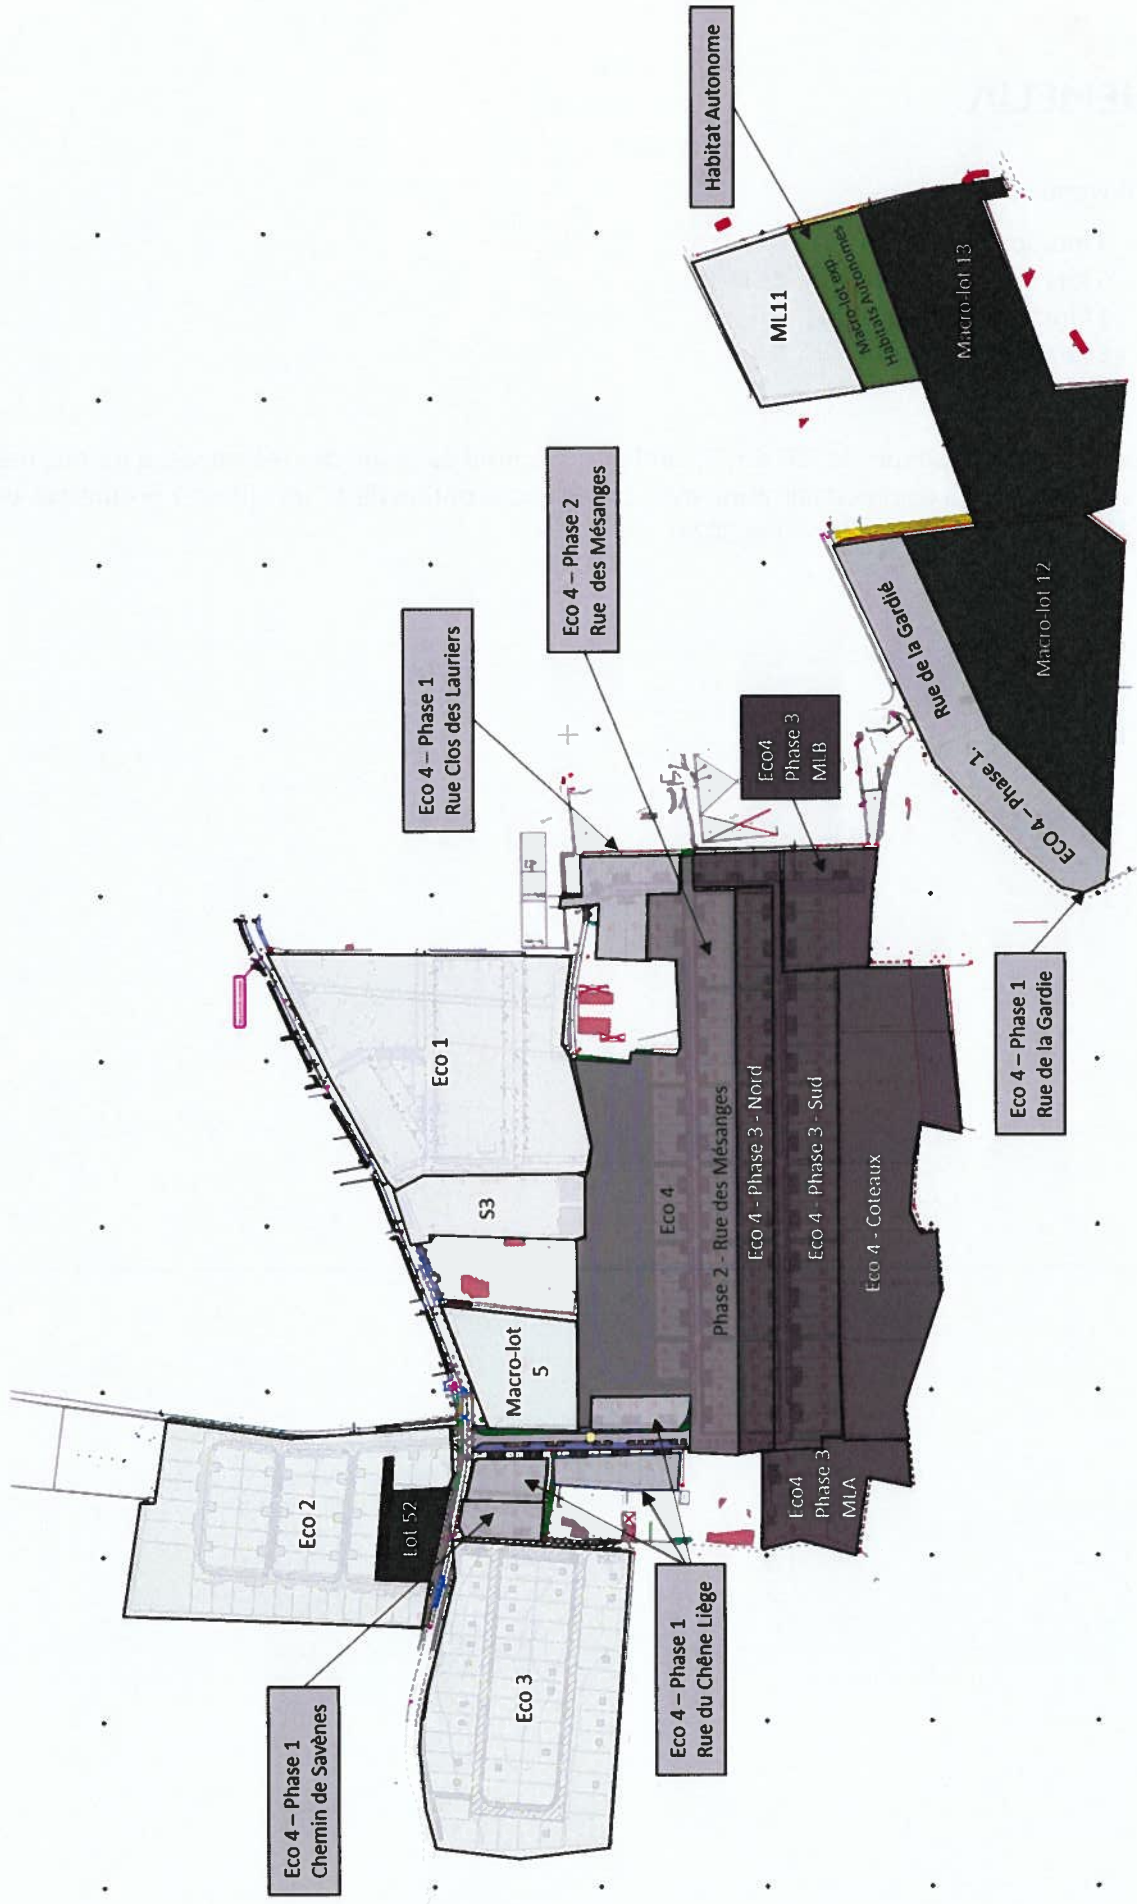 Eco 4 – Phase 1
Chemin de Savènes
Eco 2
Lot 52
Eco 3
Eco 4 – Phase 1
Rue du Chêne Liège
Macro-lot
5
S3
Eco 1
Eco 4
Phase 2 - Rue des Mésanges
Eco 4 - Phase 3 - Nord
Eco 4 - Phase 3 - Sud
Eco 4 - Coteaux
Eco4
Phase 3
MLA
Eco 4 – Phase 1
Rue Clos des Lauriers
Eco 4 – Phase 2
Rue des Mésanges
Eco4
Phase 3
MLB
Eco 4 – Phase 1
Rue de la Gardie
ECO 4 – Phase 1.
Rue de la Gardié
Macro-lot 12
Habitat Autonome
ML11
Macro-lot exp.
Habitats Autonomes
Macro-lot 13